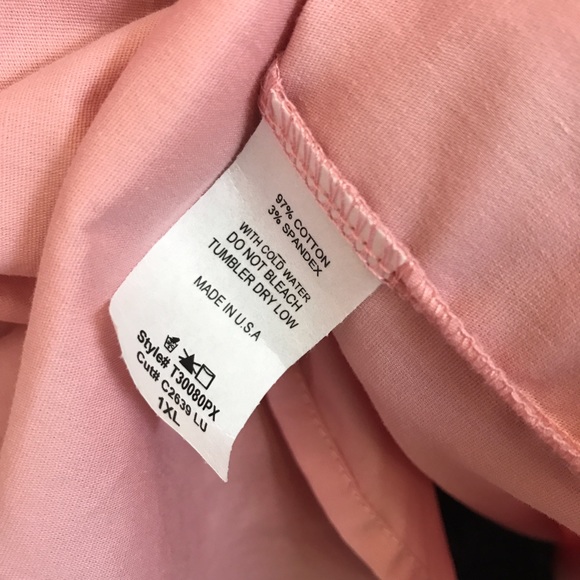 97% COTTON
3% SPANDEX
WITH COLD WATER
DO NOT BLEACH
TUMBLER DRY LOW
MADE IN U.S.A
Style# T30080PX
Cut# C2639 LU
1XL